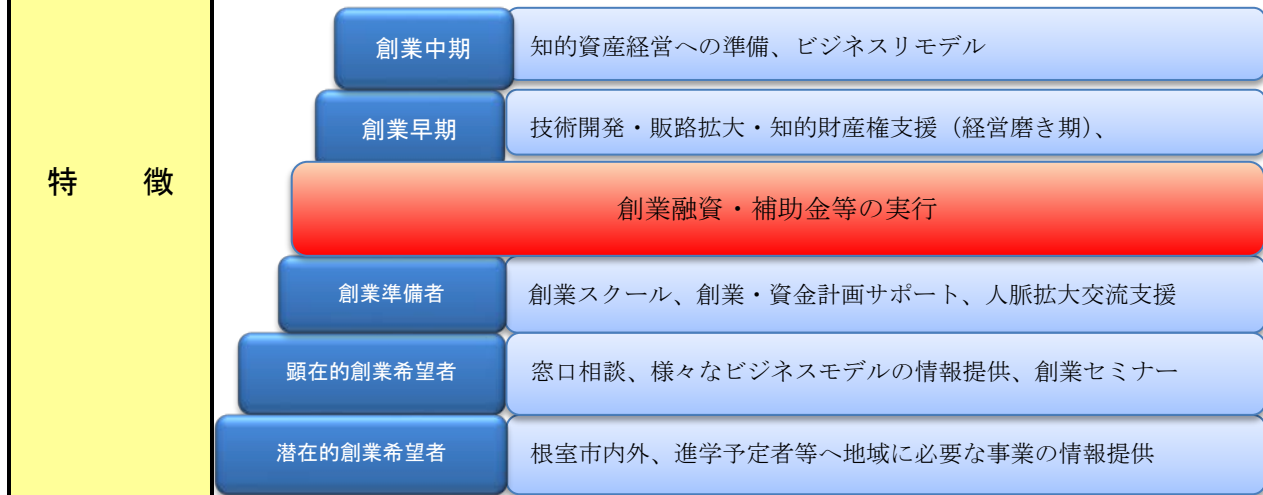 特　　徴
創業中期
知的資産経営への準備、ビジネスリモデル
創業早期
技術開発・販路拡大・知的財産権支援（経営磨き期）、
創業融資・補助金等の実行
創業準備者
創業スクール、創業・資金計画サポート、人脈拡大交流支援
顕在的創業希望者
窓口相談、様々なビジネスモデルの情報提供、創業セミナー
潜在的創業希望者
根室市内外、進学予定者等へ地域に必要な事業の情報提供